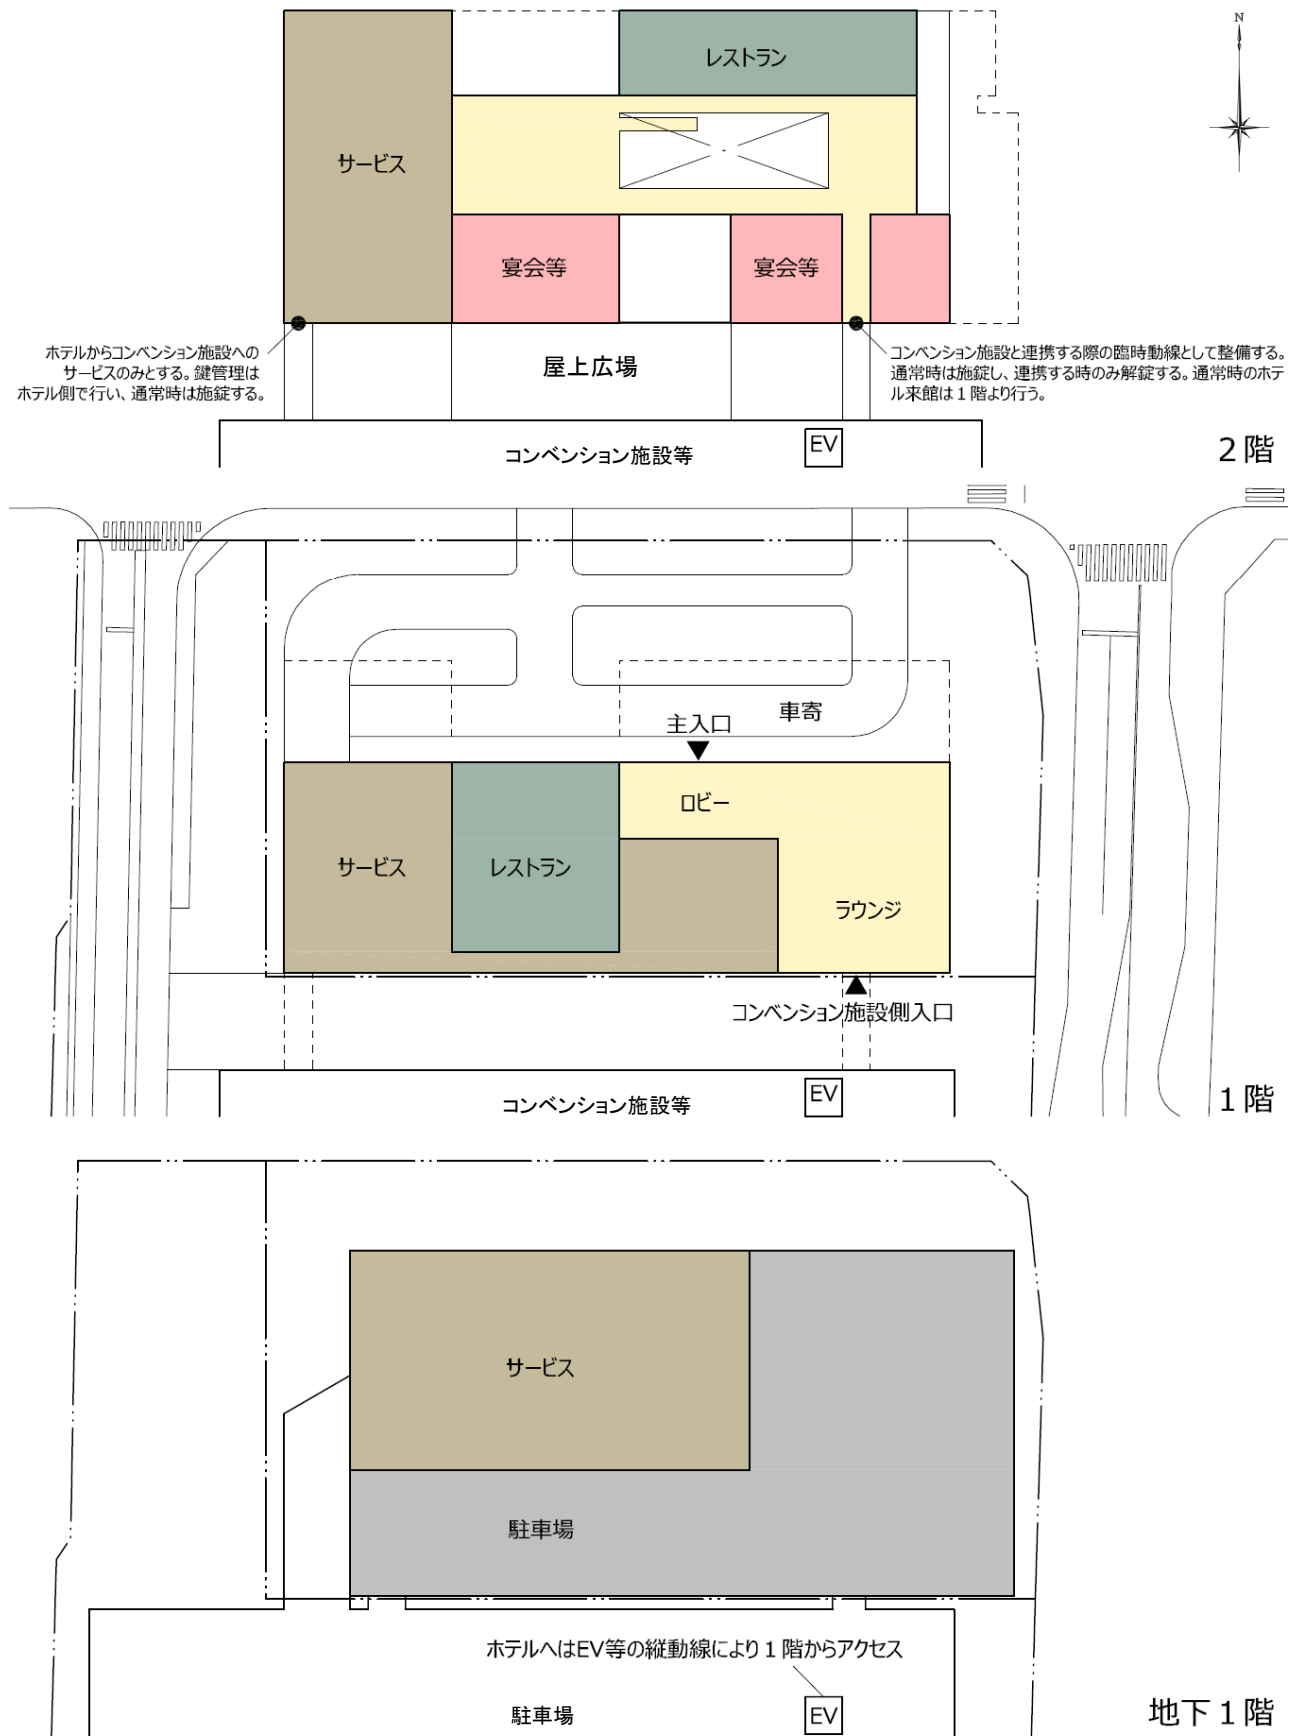 N
レストラン
サービス
宴会等
宴会等
ホテルからコンベンション施設への
サービスのみとする。鍵管理は
ホテル側で行い、通常時は施錠する。
屋上広場
コンベンション施設と連携する際の臨時動線として整備する。
通常時は施錠し、連携する時のみ解錠する。通常時のホテ
ル来館は1階より行う。
コンベンション施設等
EV
2階
主入口
車寄
ロビー
サービス
レストラン
ラウンジ
コンベンション施設側入口
コンベンション施設等
EV
1階
サービス
駐車場
ホテルへはEV等の縦動線により1階からアクセス
駐車場
EV
地下1階